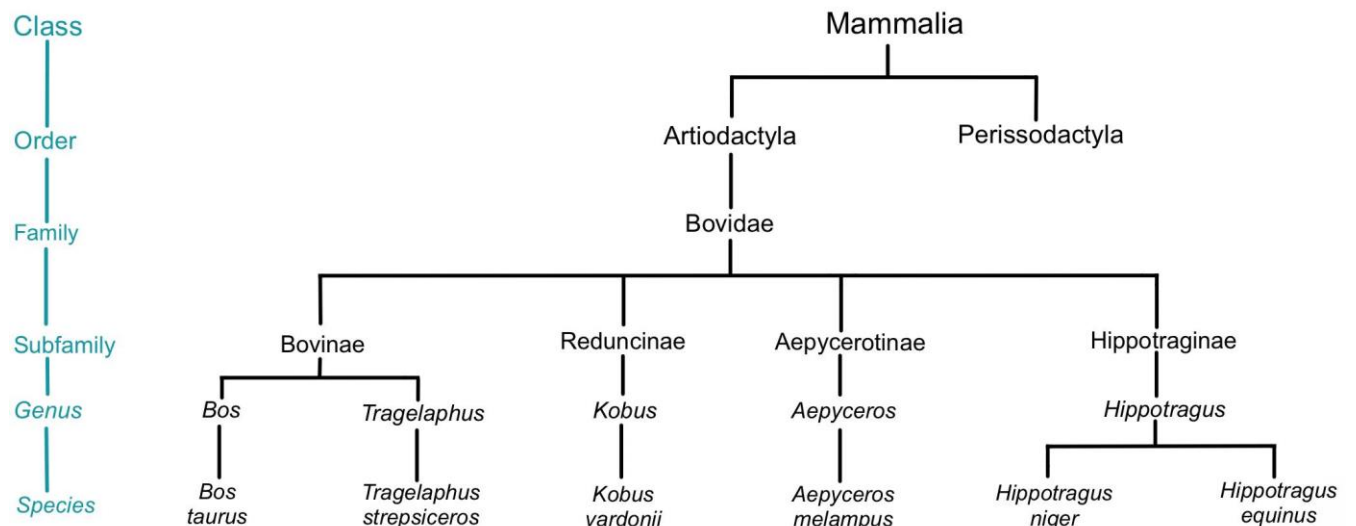 Class
Mammalia
Order
Artiodactyla
Perissodactyla
Family
Bovidae
Subfamily
Bovinae
Reduncinae
Aepycerotinae
Hippotraginae
Genus
Bos
Tragelaphus
Kobus
Aepyceros
Hippotragus
Species
Bos
taurus
Tragelaphus
strepsiceros
Kobus
vardonii
Aepyceros
melampus
Hippotragus
niger
Hippotragus
equinus